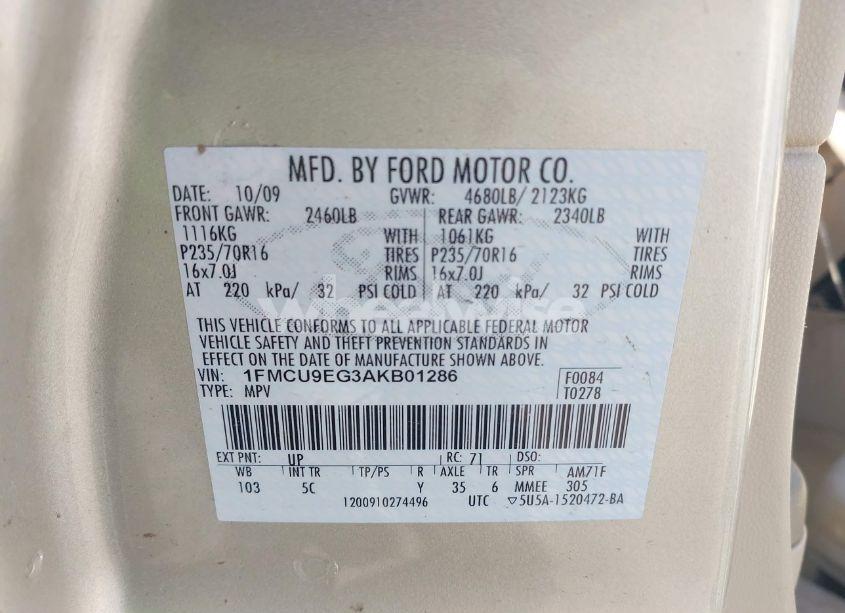 MFD. BY FORD MOTOR CO.
DATE: 10/09 GVWR: 4680LB/ 2123KG
FRONT GAWR: 2460LB REAR GAWR: 2340LB
1116KG WITH 1061KG WITH
P235/70R16 TIRES P235/70R16 TIRES
16x7.0J RIMS 16x7.0J RIMS
AT 220 kPa/ 32 PSI COLD AT 220 kPa/ 32 PSI COLD
wheelwise
THIS VEHICLE CONFORMS TO ALL APPLICABLE FEDERAL MOTOR
VEHICLE SAFETY AND THEFT PREVENTION STANDARDS IN
EFFECT ON THE DATE OF MANUFACTURE SHOWN ABOVE.
VIN: 1FMCU9EG3AKB01286 F0084
TYPE: MPV T0278
EXT PNT: UP RC: 71 DSO:
WB INT TR TP/PS R AXLE TR SPR AM71F
103 5C Y 35 6 MMEE 305
1200910274496 UTC ▽5U5A-1520472-BA